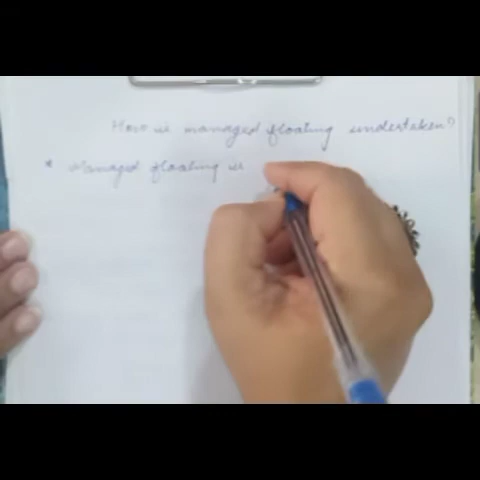 How is managed floating undertaken?
* Managed floating is